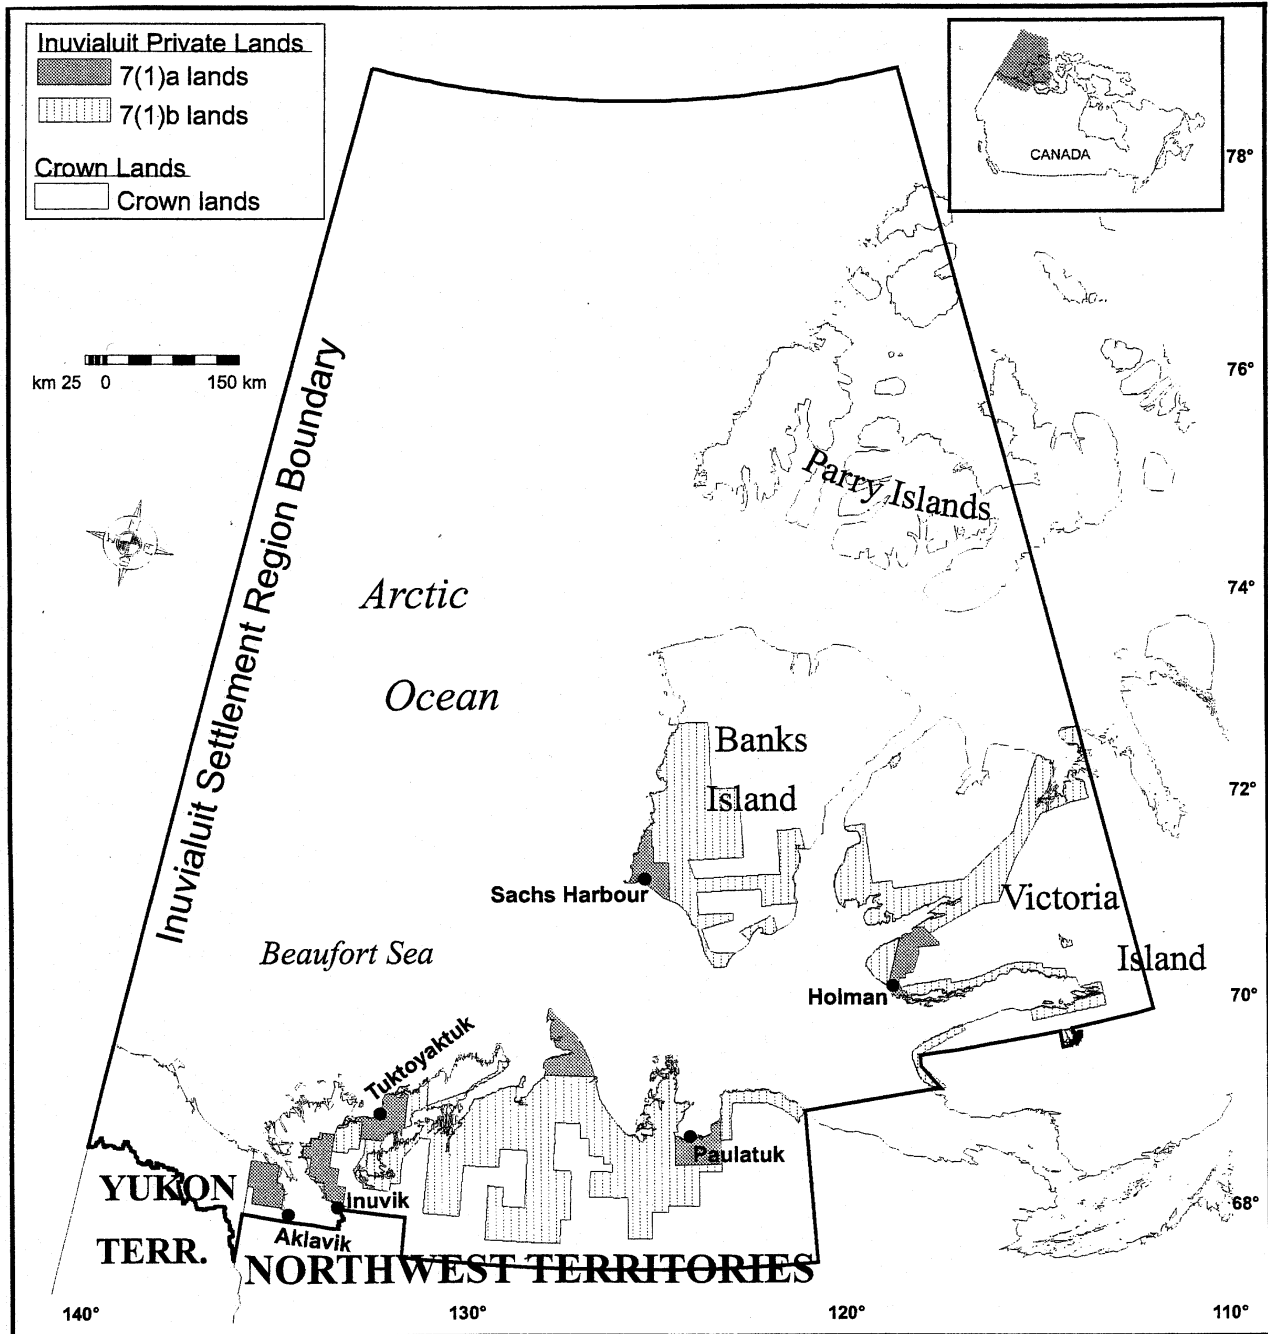 Inuvialuit Private Lands
7(1)a lands
7(1)b lands
Crown Lands
Crown lands
CANADA
78°
76°
74°
72°
70°
68°
km 25 0 150 km
Inuvialuit Settlement Region Boundary
Parry Islands
Arctic
Ocean
Banks
Island
Sachs Harbour
Victoria
Island
Beaufort Sea
Holman
Tuktoyaktuk
Paulatuk
Inuvik
Aklavik
YUKON
TERR.
NORTHWEST TERRITORIES
140°
130°
120°
110°